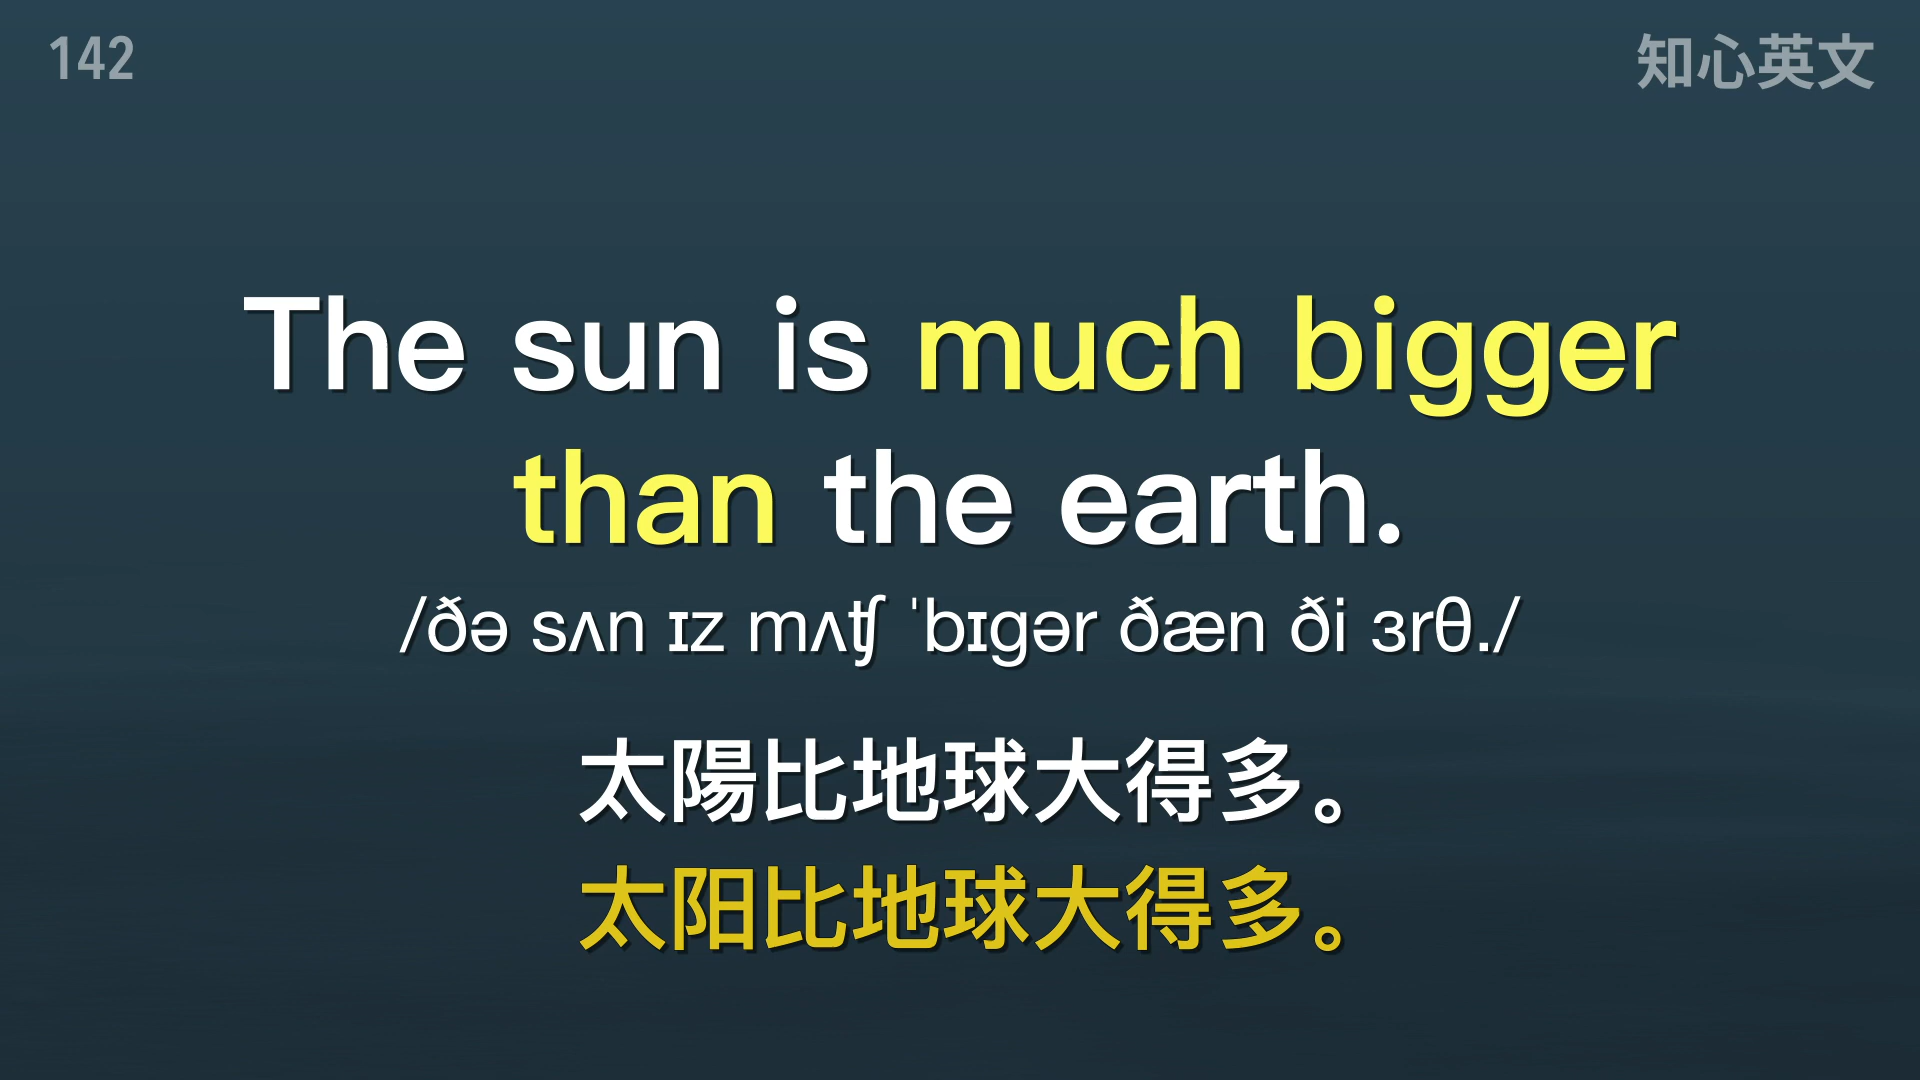 142
知心英文
The sun is much bigger
than the earth.
/ðə sʌn ɪz mʌʧ ˈbɪgər ðæn ði ɜrθ./
太陽比地球大得多。
太阳比地球大得多。